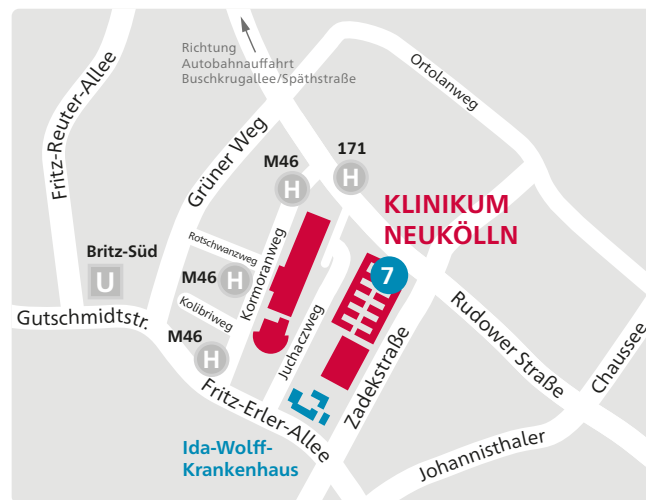 Richtung
Autobahnauffahrt
Buschkrugallee/Späthstraße
Fritz-Reuter-Allee
Ortolanweg
Grüner Weg
M46
H
171
H
KLINIKUM
NEUKÖLLN
Rotschwanzweg
Britz-Süd
U
M46
H
Kormoranweg
7
Kolibriweg
Gutschmidtstr.
M46
H
Juchaczweg
Zadekstraße
Rudower Straße
Chaussee
Fritz-Erler-Allee
Ida-Wolff-
Krankenhaus
Johannisthaler